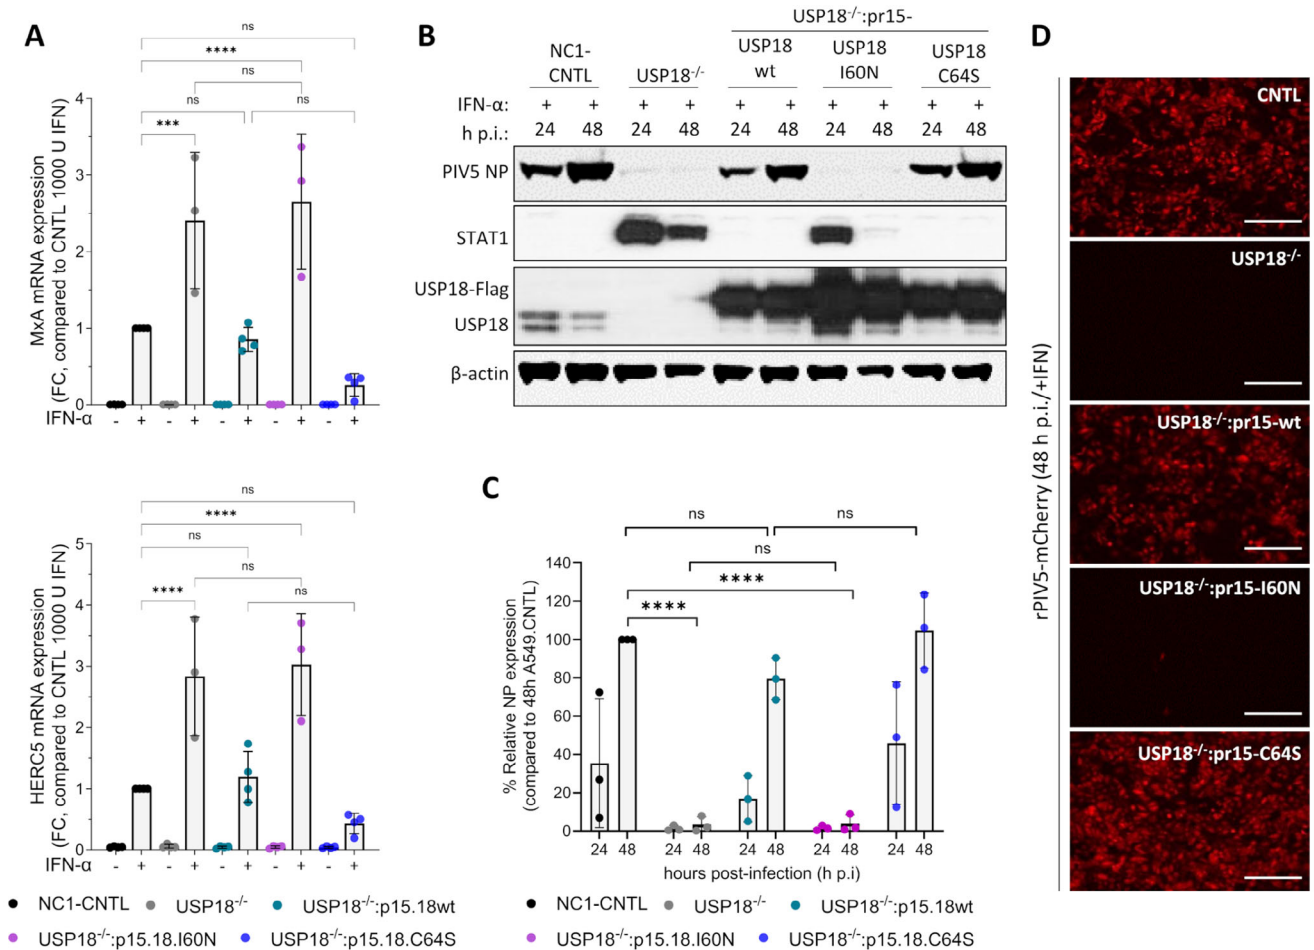 A
ns
****
ns
ns
ns
***
4
3
2
1
0
MxA mRNA expression
(FC, compared to CNTL 1000 U IFN)
IFN-α
- + - + - + - + - +
ns
****
ns
ns
ns
****
5
4
3
2
1
0
HERC5 mRNA expression
(FC, compared to CNTL 1000 U IFN)
IFN-α
- + - + - + - + - +
NC1-CNTL
USP18-/-
USP18-/-:p15.18wt
USP18-/-:p15.18.I60N
USP18-/-:p15.18.C64S
B
USP18-/-:pr15-
NC1-
CNTL
USP18-/-
USP18
wt
USP18
I60N
USP18
C64S
IFN-α: + + + + + + + + + +
h p.i.: 24 48 24 48 24 48 24 48 24 48
PIV5 NP
STAT1
USP18-Flag
USP18
β-actin
C
ns
ns
ns
****
****
140
120
100
80
60
40
20
0
% Relative NP expression
(compared to 48h A549.CNTL)
24 48 24 48 24 48 24 48 24 48
hours post-infection (h p.i)
NC1-CNTL
USP18-/-
USP18-/-:p15.18wt
USP18-/-:p15.18.I60N
USP18-/-:p15.18.C64S
D
rPIV5-mCherry (48 h p.i./+IFN)
CNTL
USP18-/-
USP18-/-:pr15-wt
USP18-/-:pr15-I60N
USP18-/-:pr15-C64S